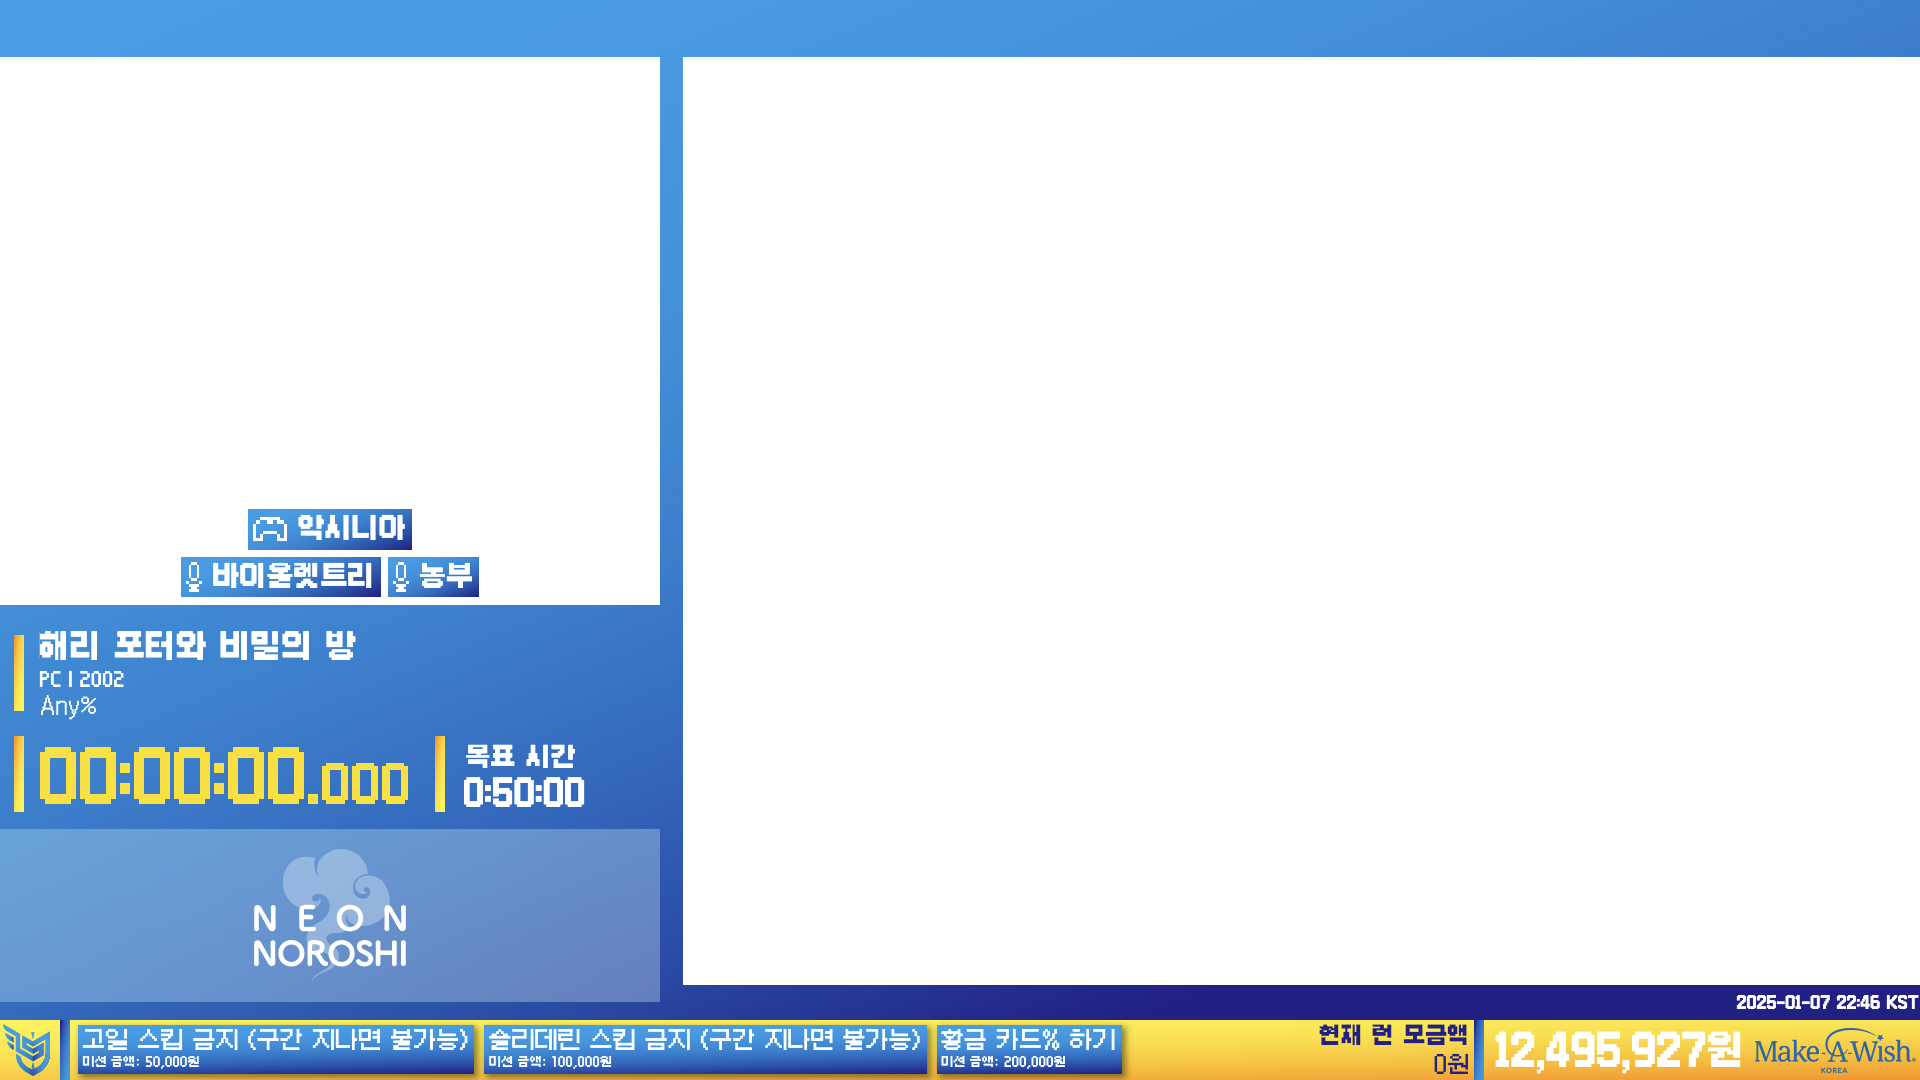 악시니아
바이올렛트리 농부
해리 포터와 비밀의 방
PC | 2002
Any%
00:00:00.000
목표 시간
0:50:00
NEON
NOROSHI
2025-01-07 22:46 KST
고일 스킵 금지 (구간 지나면 불가능)
미션 금액: 50,000원
슬리데린 스킵 금지 (구간 지나면 불가능)
미션 금액: 100,000원
황금 카드% 하기
미션 금액: 200,000원
현재 런 모금액
0원
12,495,927원
Make-A-Wish.
KOREA